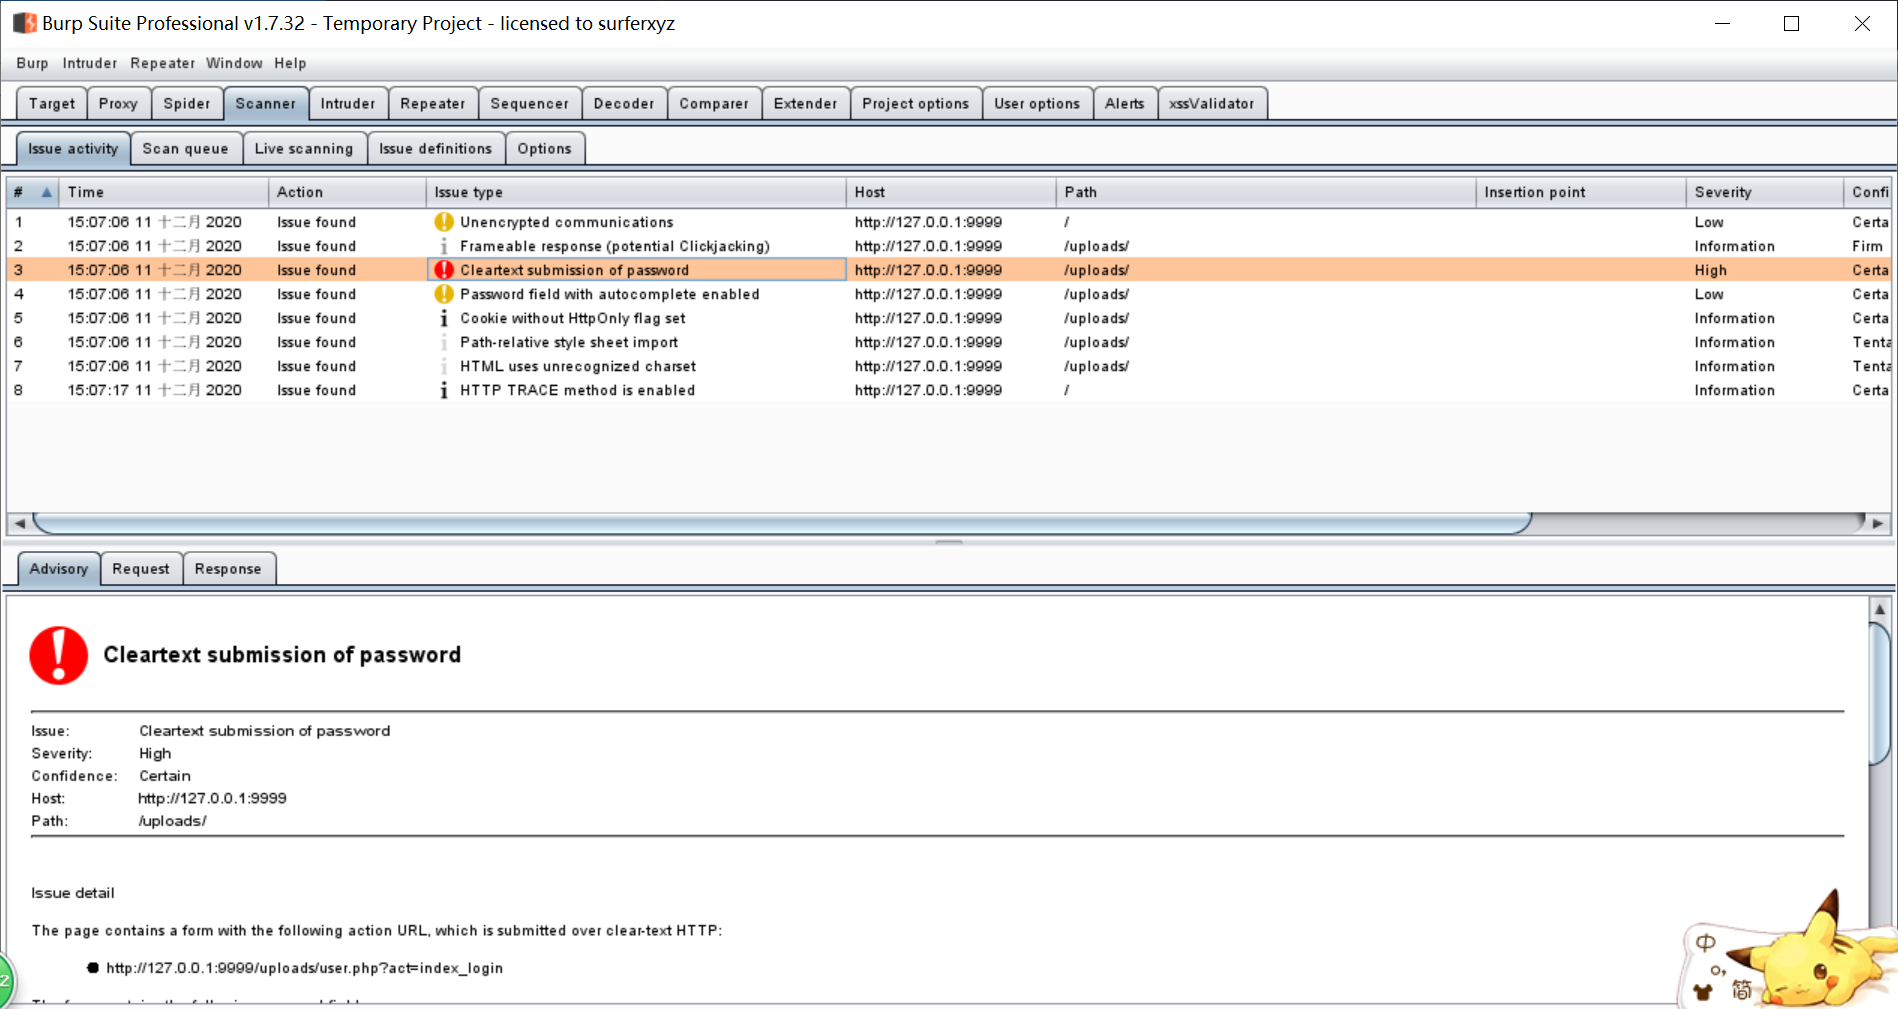 Burp Suite Professional v1.7.32 - Temporary Project - licensed to surferxyz
Burp Intruder Repeater Window Help
Target Proxy Spider Scanner Intruder Repeater Sequencer Decoder Comparer Extender Project options User options Alerts xssValidator
Issue activity Scan queue Live scanning Issue definitions Options
# Time Action Issue type Host Path Insertion point Severity Confi
1 15:07:06 11 十二月 2020 Issue found Unencrypted communications http://127.0.0.1:9999 / Low Certa
2 15:07:06 11 十二月 2020 Issue found Frameable response (potential Clickjacking) http://127.0.0.1:9999 /uploads/ Information Firm
3 15:07:06 11 十二月 2020 Issue found Cleartext submission of password http://127.0.0.1:9999 /uploads/ High Certa
4 15:07:06 11 十二月 2020 Issue found Password field with autocomplete enabled http://127.0.0.1:9999 /uploads/ Low Certa
5 15:07:06 11 十二月 2020 Issue found Cookie without HttpOnly flag set http://127.0.0.1:9999 /uploads/ Information Certa
6 15:07:06 11 十二月 2020 Issue found Path-relative style sheet import http://127.0.0.1:9999 /uploads/ Information Tenta
7 15:07:06 11 十二月 2020 Issue found HTML uses unrecognized charset http://127.0.0.1:9999 /uploads/ Information Tenta
8 15:07:17 11 十二月 2020 Issue found HTTP TRACE method is enabled http://127.0.0.1:9999 / Information Certa
Advisory Request Response
Cleartext submission of password
Issue: Cleartext submission of password
Severity: High
Confidence: Certain
Host: http://127.0.0.1:9999
Path: /uploads/
Issue detail
The page contains a form with the following action URL, which is submitted over clear-text HTTP:
http://127.0.0.1:9999/uploads/user.php?act=index_login
中
简
2